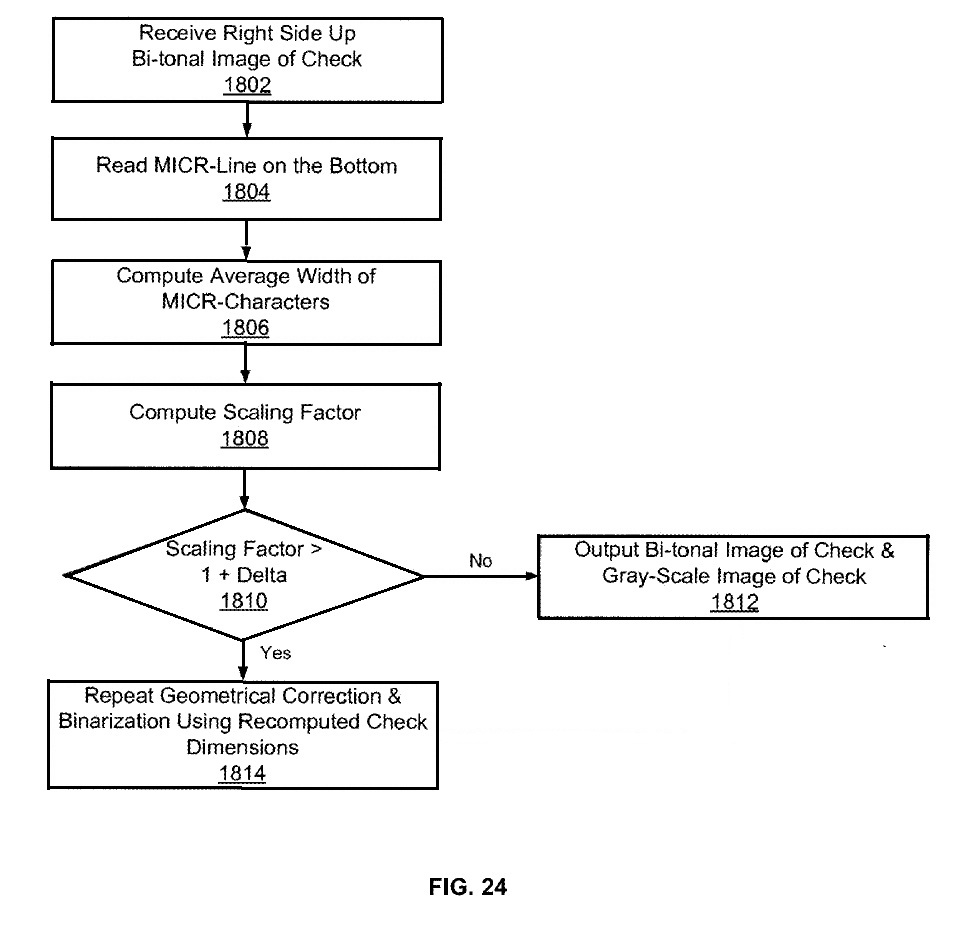 Receive Right Side Up
Bi-tonal Image of Check
1802
Read MICR-Line on the Bottom
1804
Compute Average Width of
MICR-Characters
1806
Compute Scaling Factor
1808
Scaling Factor >
1 + Delta
1810
No
Output Bi-tonal Image of Check &
Gray-Scale Image of Check
1812
Yes
Repeat Geometrical Correction &
Binarization Using Recomputed Check
Dimensions
1814
FIG. 24